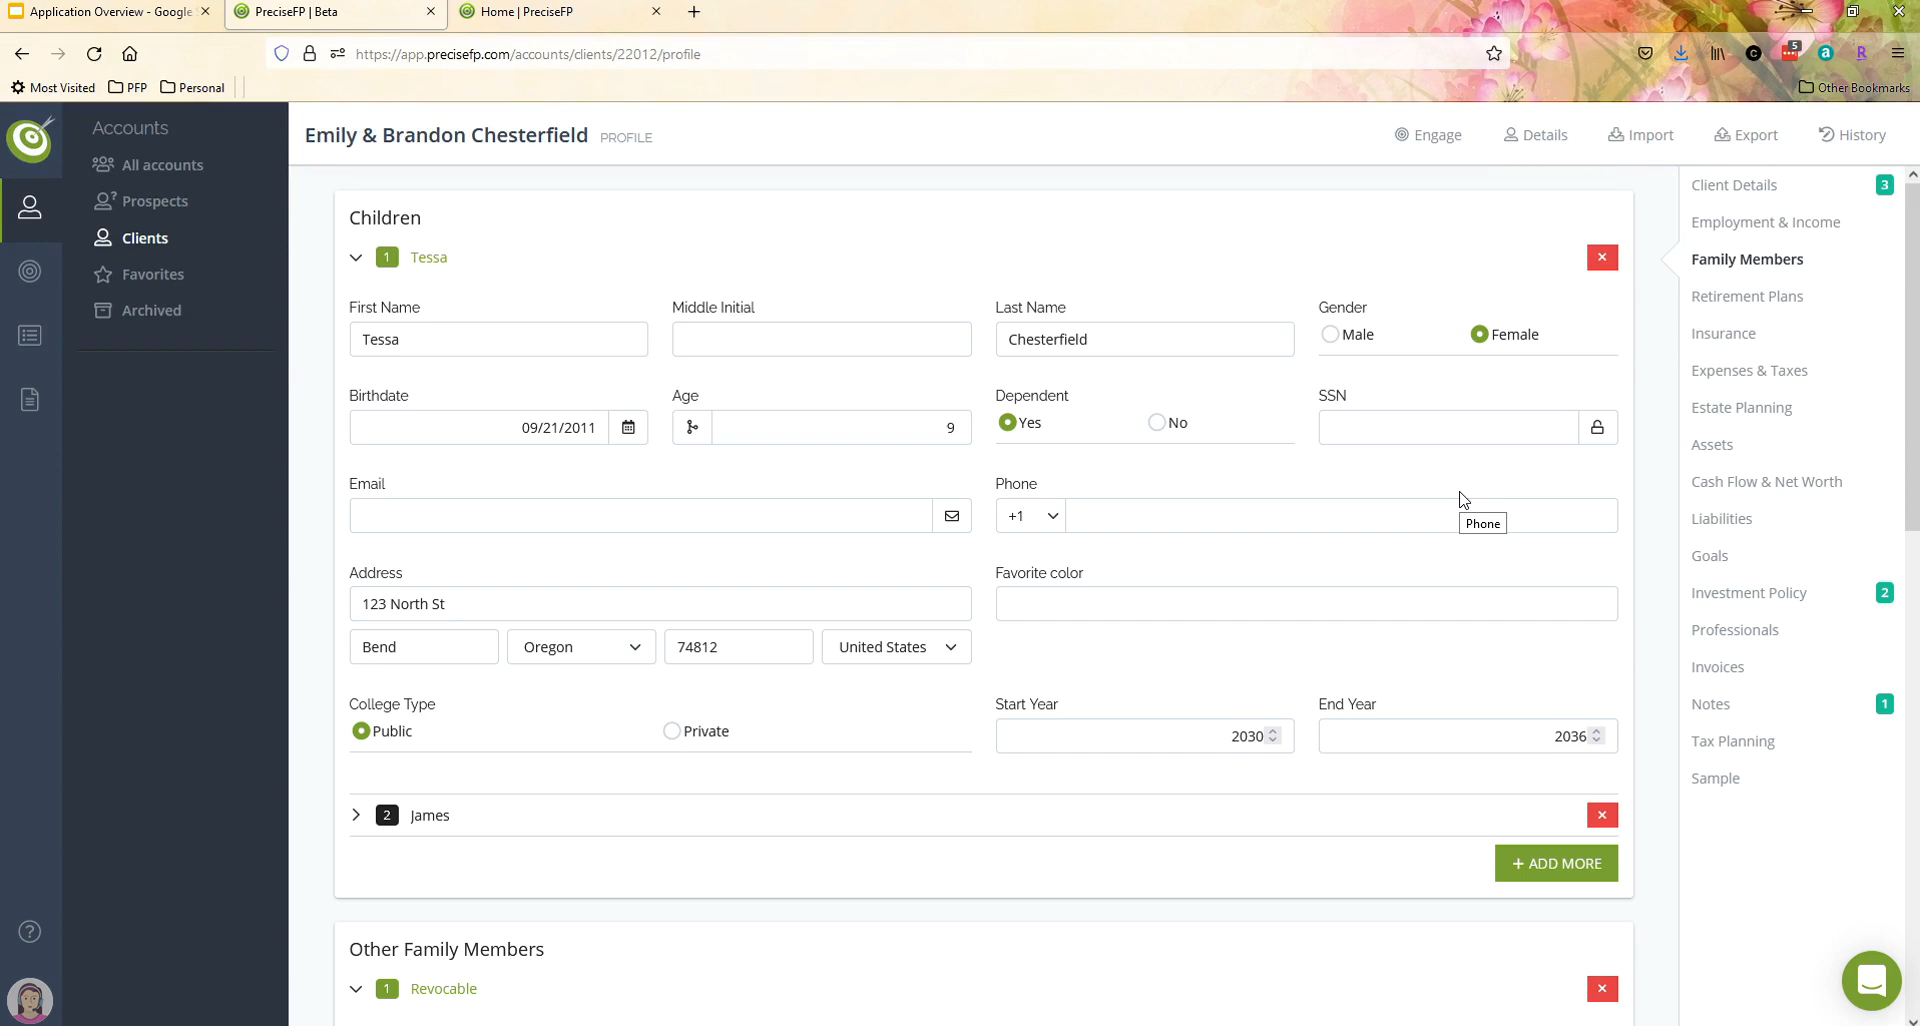 Application Overview - Google
PreciseFP | Beta
Home | PreciseFP
https://app.precisefp.com/accounts/clients/22012/profile
5
Most Visited
PFP
Personal
Other Bookmarks
Accounts
All accounts
Prospects
Clients
Favorites
Archived
Emily & Brandon Chesterfield PROFILE
Engage
Details
Import
Export
History
Children
1 Tessa
First Name
Middle Initial
Last Name
Gender
Tessa
Chesterfield
Male
Female
Birthdate
Age
Dependent
SSN
09/21/2011
9
Yes
No
Email
Phone
+1
Phone
Address
Favorite color
123 North St
Bend
Oregon
74812
United States
College Type
Start Year
End Year
Public
Private
2030
2036
2 James
+ ADD MORE
Other Family Members
1 Revocable
Client Details 3
Employment & Income
Family Members
Retirement Plans
Insurance
Expenses & Taxes
Estate Planning
Assets
Cash Flow & Net Worth
Liabilities
Goals
Investment Policy 2
Professionals
Invoices
Notes 1
Tax Planning
Sample